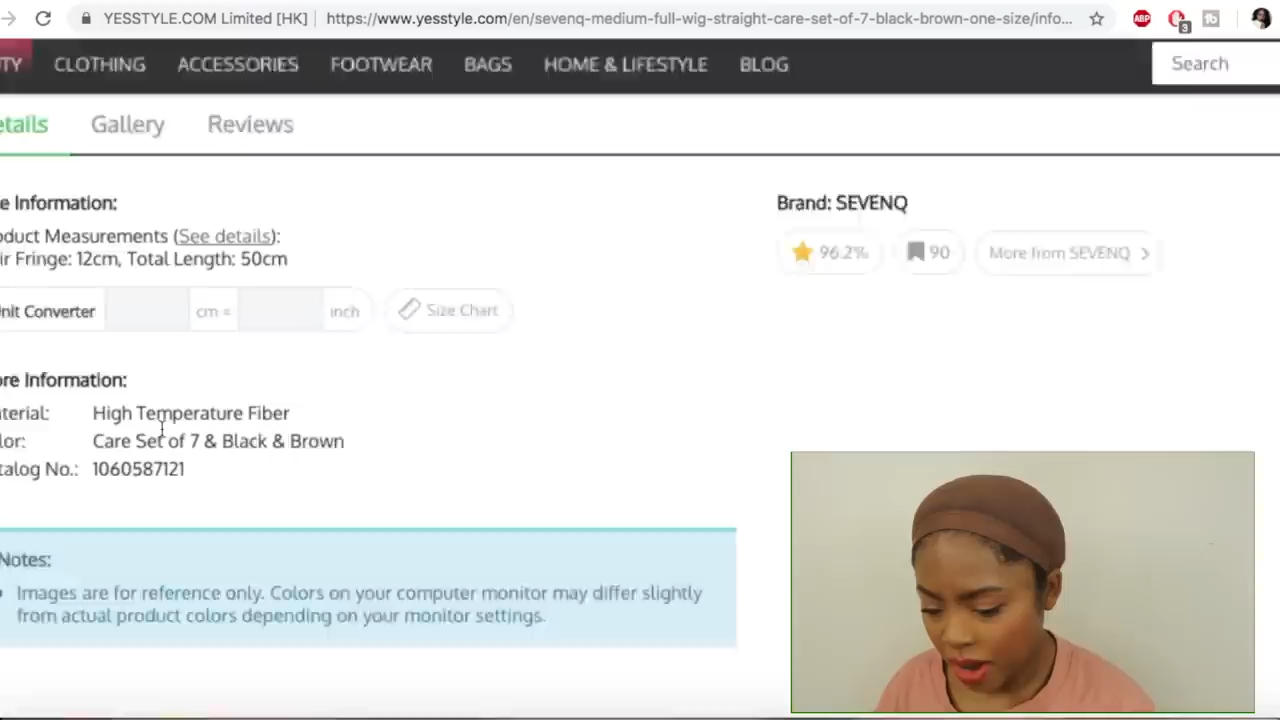 YESSTYLE.COM Limited [HK] https://www.yesstyle.com/en/sevenq-medium-full-wig-straight-care-set-of-7-black-brown-one-size/info...
ABP 3 tb
TY CLOTHING ACCESSORIES FOOTWEAR BAGS HOME & LIFESTYLE BLOG Search
etails Gallery Reviews
e Information:
oduct Measurements (See details):
ir Fringe: 12cm, Total Length: 50cm
nit Converter cm = inch Size Chart
ore Information:
aterial: High Temperature Fiber
lor: Care Set of 7 & Black & Brown
talog No.: 1060587121
Notes:
• Images are for reference only. Colors on your computer monitor may differ slightly
from actual product colors depending on your monitor settings.
Brand: SEVENQ
96.2% 90 More from SEVENQ >